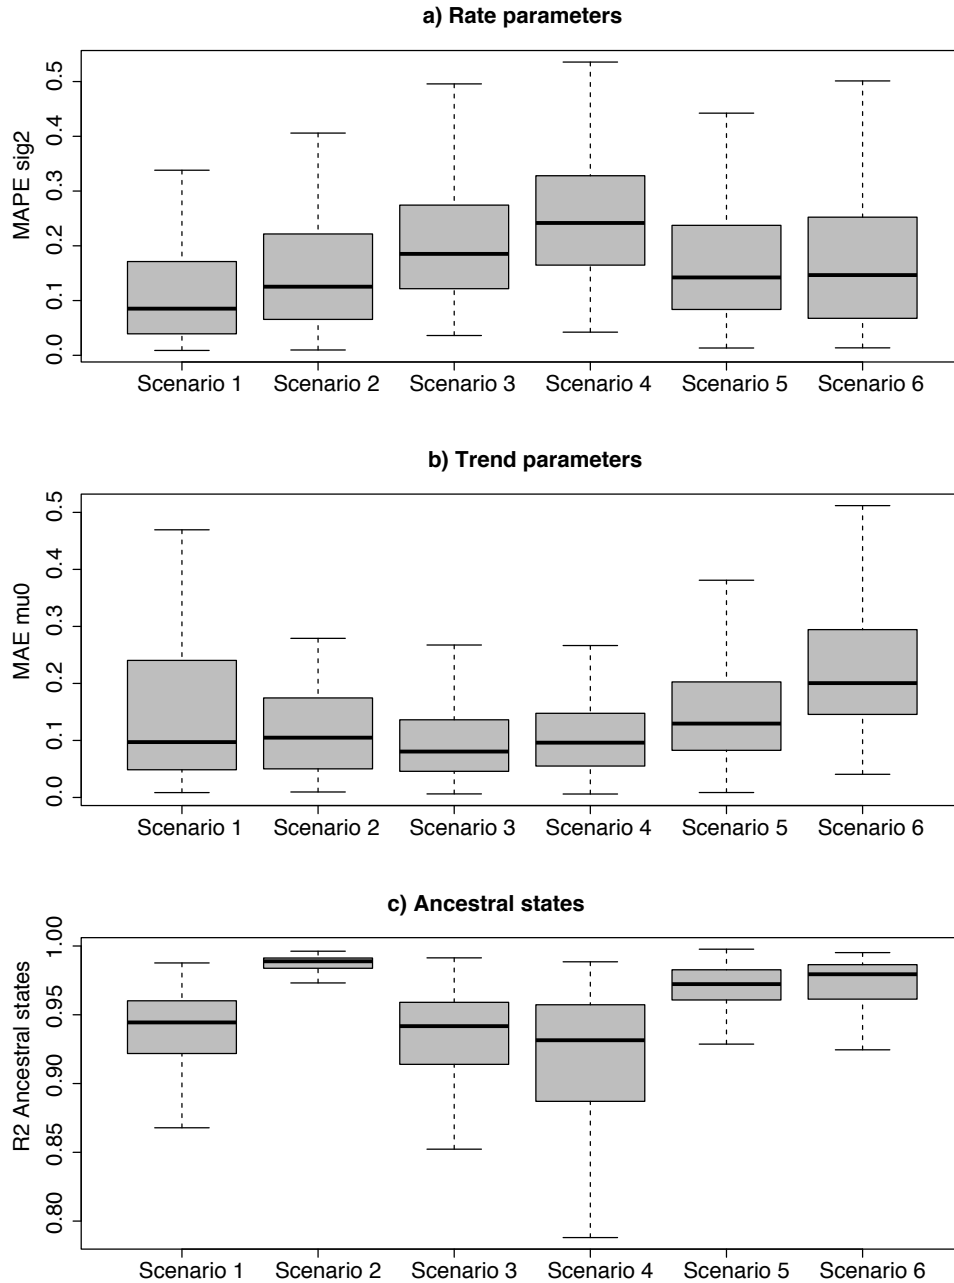 a) Rate parameters
MAPE sig2
0.5
0.4
0.3
0.2
0.1
0.0
Scenario 1 Scenario 2 Scenario 3 Scenario 4 Scenario 5 Scenario 6
b) Trend parameters
MAE mu0
0.5
0.4
0.3
0.2
0.1
0.0
Scenario 1 Scenario 2 Scenario 3 Scenario 4 Scenario 5 Scenario 6
c) Ancestral states
R2 Ancestral states
1.00
0.95
0.90
0.85
0.80
Scenario 1 Scenario 2 Scenario 3 Scenario 4 Scenario 5 Scenario 6